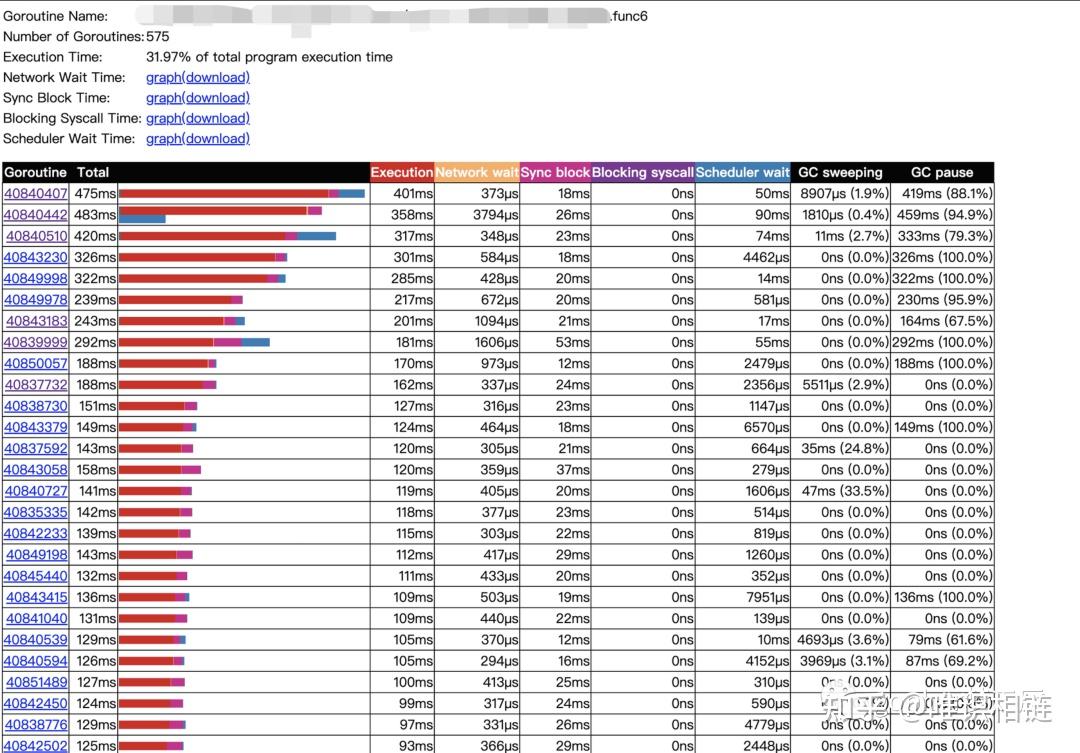 Goroutine Name: .func6
Number of Goroutines: 575
Execution Time: 31.97% of total program execution time
Network Wait Time: graph(download)
Sync Block Time: graph(download)
Blocking Syscall Time: graph(download)
Scheduler Wait Time: graph(download)
Goroutine Total Execution Network wait Sync block Blocking syscall Scheduler wait GC sweeping GC pause
40840407 475ms 401ms 373µs 18ms 0ns 50ms 8907µs (1.9%) 419ms (88.1%)
40840442 483ms 358ms 3794µs 26ms 0ns 90ms 1810µs (0.4%) 459ms (94.9%)
40840510 420ms 317ms 348µs 23ms 0ns 74ms 11ms (2.7%) 333ms (79.3%)
40843230 326ms 301ms 584µs 18ms 0ns 4462µs 0ns (0.0%) 326ms (100.0%)
40849998 322ms 285ms 428µs 20ms 0ns 14ms 0ns (0.0%) 322ms (100.0%)
40849978 239ms 217ms 672µs 20ms 0ns 581µs 0ns (0.0%) 230ms (95.9%)
40843183 243ms 201ms 1094µs 21ms 0ns 17ms 0ns (0.0%) 164ms (67.5%)
40839999 292ms 181ms 1606µs 53ms 0ns 55ms 0ns (0.0%) 292ms (100.0%)
40850057 188ms 170ms 973µs 12ms 0ns 2479µs 0ns (0.0%) 188ms (100.0%)
40837732 188ms 162ms 337µs 24ms 0ns 2356µs 5511µs (2.9%) 0ns (0.0%)
40838730 151ms 127ms 316µs 23ms 0ns 1147µs 0ns (0.0%) 0ns (0.0%)
40843379 149ms 124ms 464µs 18ms 0ns 6570µs 0ns (0.0%) 149ms (100.0%)
40837592 143ms 120ms 305µs 21ms 0ns 664µs 35ms (24.8%) 0ns (0.0%)
40843058 158ms 120ms 359µs 37ms 0ns 279µs 0ns (0.0%) 0ns (0.0%)
40840727 141ms 119ms 405µs 20ms 0ns 1606µs 47ms (33.5%) 0ns (0.0%)
40835335 142ms 118ms 377µs 23ms 0ns 514µs 0ns (0.0%) 0ns (0.0%)
40842233 139ms 115ms 303µs 22ms 0ns 819µs 0ns (0.0%) 0ns (0.0%)
40849198 143ms 112ms 417µs 29ms 0ns 1260µs 0ns (0.0%) 0ns (0.0%)
40845440 132ms 111ms 433µs 20ms 0ns 352µs 0ns (0.0%) 0ns (0.0%)
40843415 136ms 109ms 503µs 19ms 0ns 7951µs 0ns (0.0%) 136ms (100.0%)
40841040 131ms 109ms 440µs 22ms 0ns 139µs 0ns (0.0%) 0ns (0.0%)
40840539 129ms 105ms 370µs 12ms 0ns 10ms 4693µs (3.6%) 79ms (61.6%)
40840594 126ms 105ms 294µs 16ms 0ns 4152µs 3969µs (3.1%) 87ms (69.2%)
40851489 127ms 100ms 413µs 25ms 0ns 310µs 0ns (0.0%) 0ns (0.0%)
40842450 124ms 99ms 317µs 24ms 0ns 590µs 0ns (0.0%) 0ns (0.0%)
40838776 129ms 97ms 331µs 26ms 0ns 4779µs 0ns (0.0%) 0ns (0.0%)
40842502 125ms 93ms 366µs 29ms 0ns 2448µs 0ns (0.0%) 0ns (0.0%)